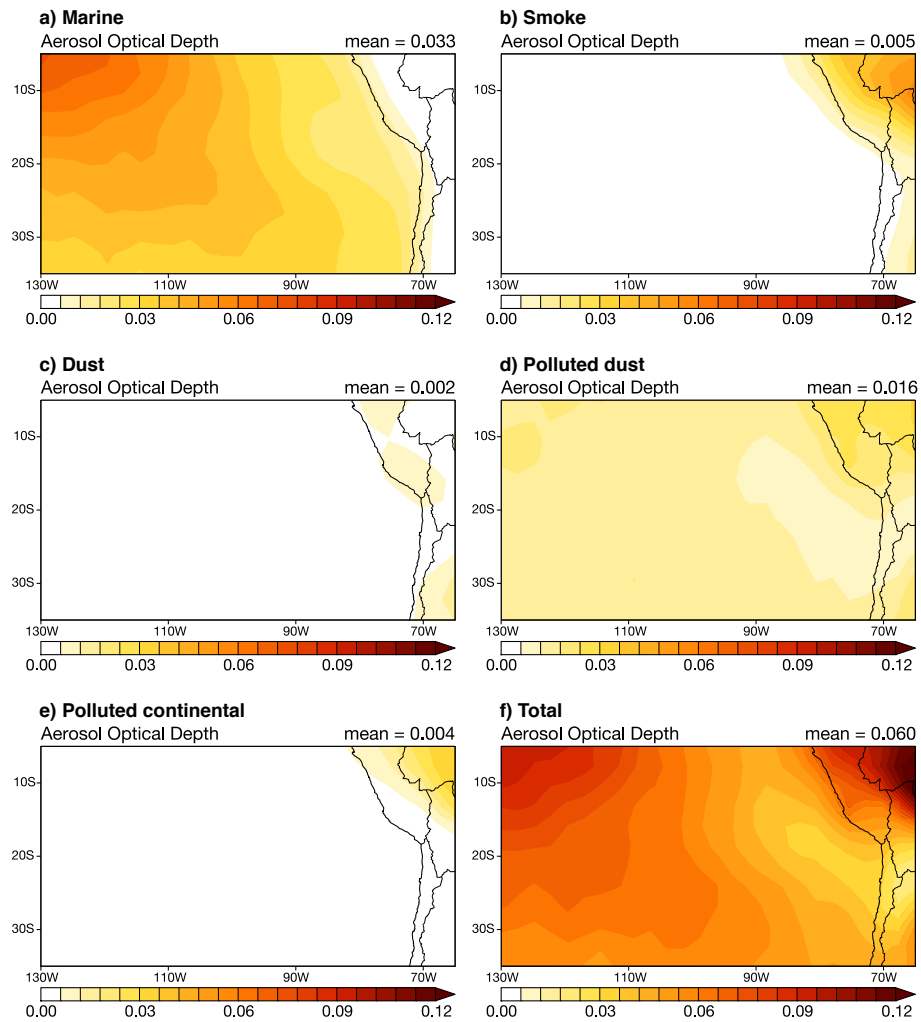 a) Marine
Aerosol Optical Depth mean = 0.033
10S
20S
30S
130W 110W 90W 70W
0.00 0.03 0.06 0.09 0.12
b) Smoke
Aerosol Optical Depth mean = 0.005
10S
20S
30S
130W 110W 90W 70W
0.00 0.03 0.06 0.09 0.12
c) Dust
Aerosol Optical Depth mean = 0.002
10S
20S
30S
130W 110W 90W 70W
0.00 0.03 0.06 0.09 0.12
d) Polluted dust
Aerosol Optical Depth mean = 0.016
10S
20S
30S
130W 110W 90W 70W
0.00 0.03 0.06 0.09 0.12
e) Polluted continental
Aerosol Optical Depth mean = 0.004
10S
20S
30S
130W 110W 90W 70W
0.00 0.03 0.06 0.09 0.12
f) Total
Aerosol Optical Depth mean = 0.060
10S
20S
30S
130W 110W 90W 70W
0.00 0.03 0.06 0.09 0.12